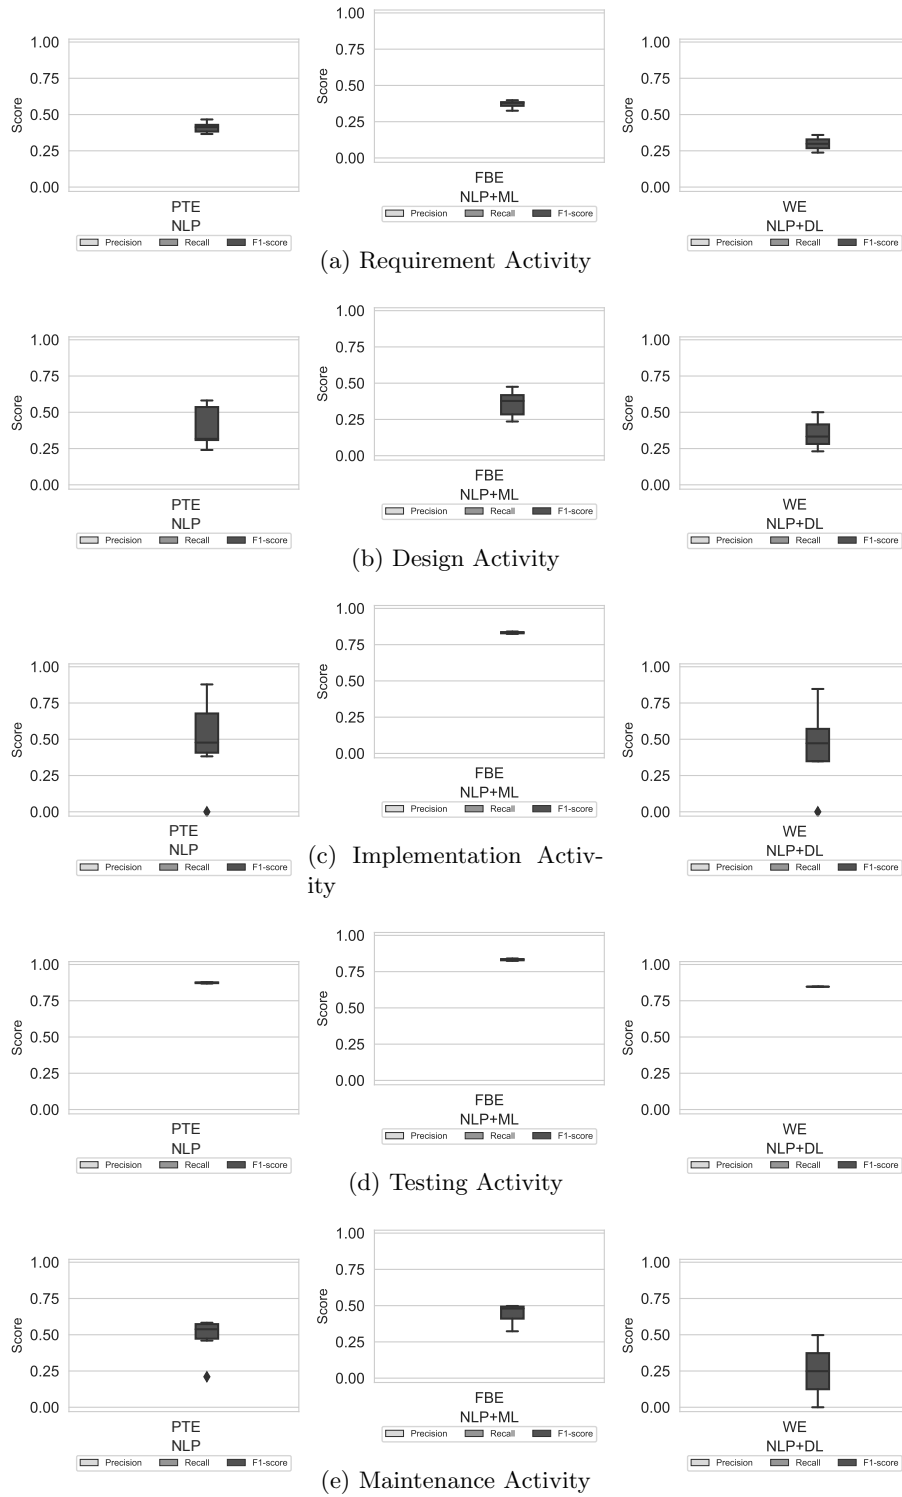 1.00
0.75
0.50
0.25
0.00
Score
PTE
NLP
Precision Recall F1-score
1.00
0.75
0.50
0.25
0.00
Score
FBE
NLP+ML
Precision Recall F1-score
1.00
0.75
0.50
0.25
0.00
Score
WE
NLP+DL
Precision Recall F1-score
(a) Requirement Activity
1.00
0.75
0.50
0.25
0.00
Score
PTE
NLP
Precision Recall F1-score
1.00
0.75
0.50
0.25
0.00
Score
FBE
NLP+ML
Precision Recall F1-score
1.00
0.75
0.50
0.25
0.00
Score
WE
NLP+DL
Precision Recall F1-score
(b) Design Activity
1.00
0.75
0.50
0.25
0.00
Score
PTE
NLP
Precision Recall F1-score
1.00
0.75
0.50
0.25
0.00
Score
FBE
NLP+ML
Precision Recall F1-score
1.00
0.75
0.50
0.25
0.00
Score
WE
NLP+DL
Precision Recall F1-score
(c) Implementation Activ-
ity
1.00
0.75
0.50
0.25
0.00
Score
PTE
NLP
Precision Recall F1-score
1.00
0.75
0.50
0.25
0.00
Score
FBE
NLP+ML
Precision Recall F1-score
1.00
0.75
0.50
0.25
0.00
Score
WE
NLP+DL
Precision Recall F1-score
(d) Testing Activity
1.00
0.75
0.50
0.25
0.00
Score
PTE
NLP
Precision Recall F1-score
1.00
0.75
0.50
0.25
0.00
Score
FBE
NLP+ML
Precision Recall F1-score
1.00
0.75
0.50
0.25
0.00
Score
WE
NLP+DL
Precision Recall F1-score
(e) Maintenance Activity